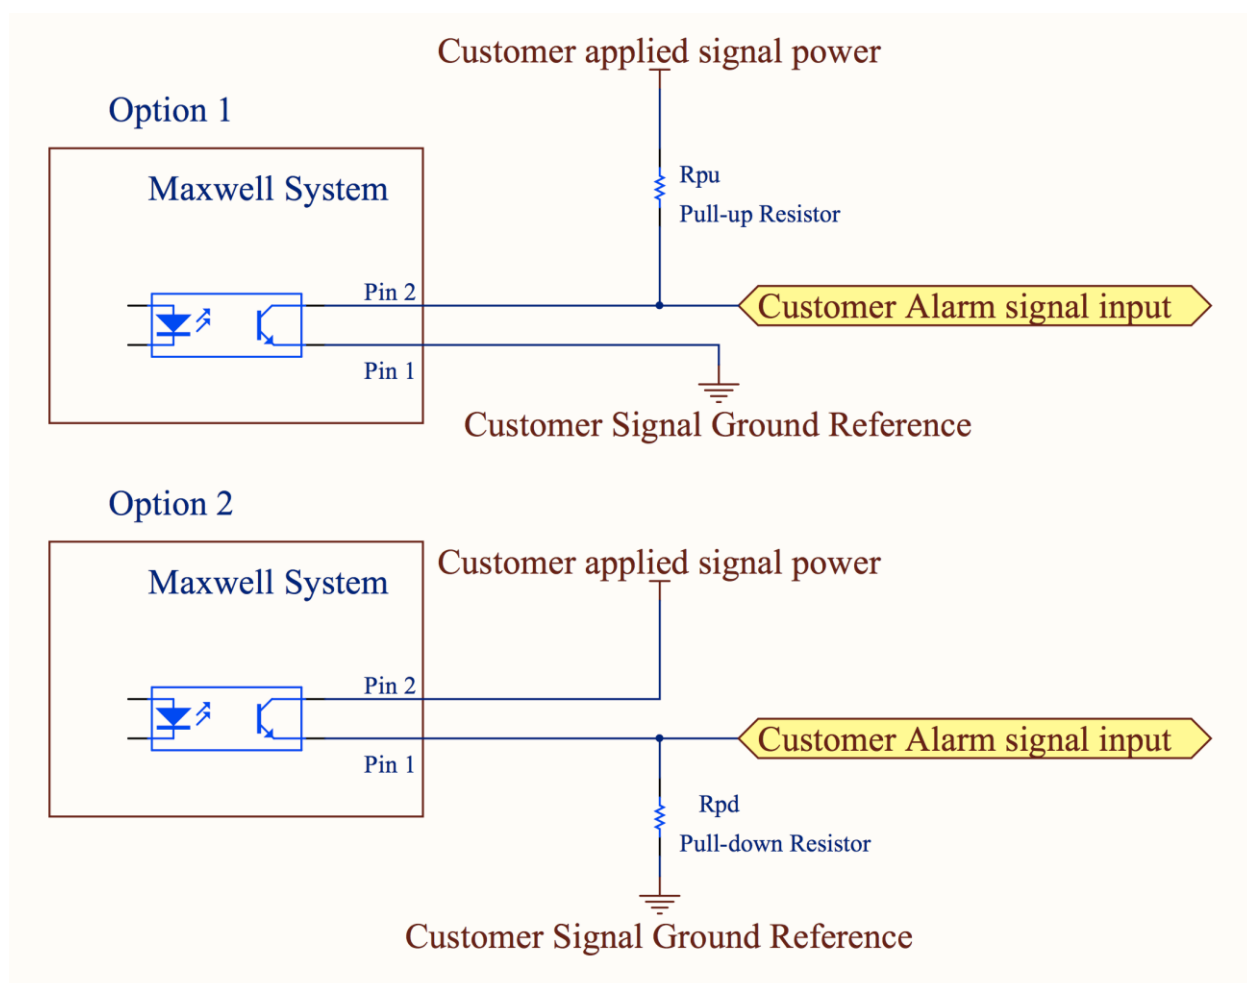 Customer applied signal power
Option 1
Maxwell System
Rpu
Pull-up Resistor
Pin 2
Customer Alarm signal input
Pin 1
Customer Signal Ground Reference
Option 2
Customer applied signal power
Maxwell System
Pin 2
Customer Alarm signal input
Pin 1
Rpd
Pull-down Resistor
Customer Signal Ground Reference